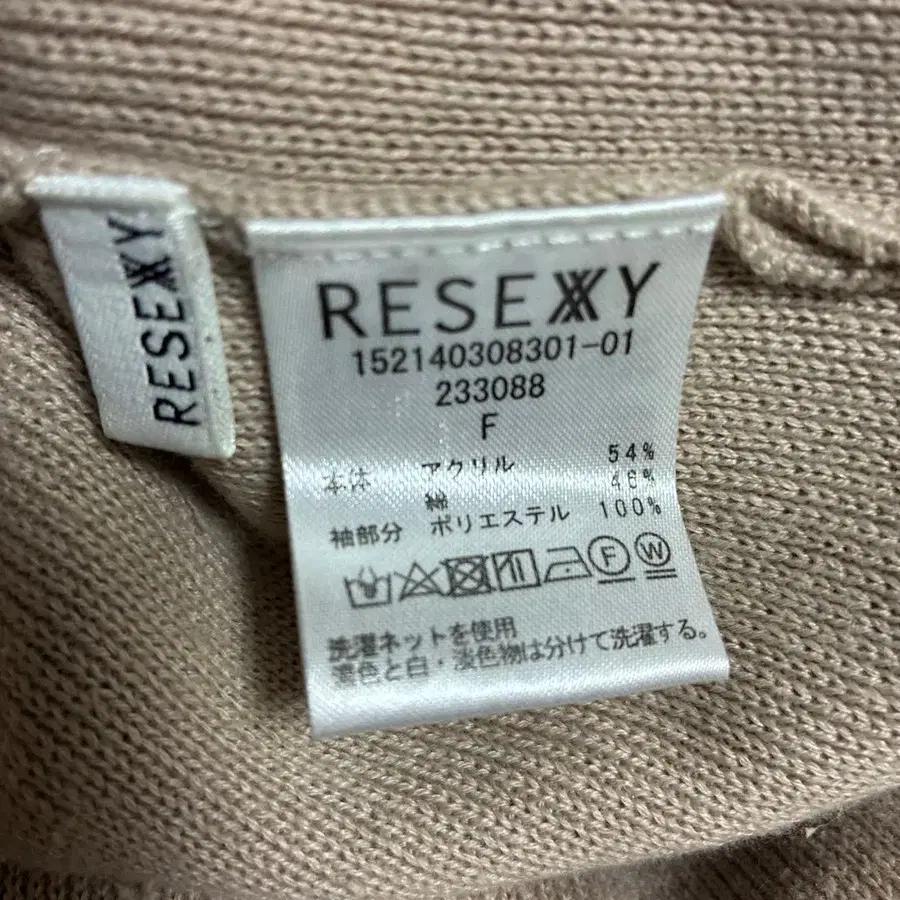 RESEXXY
RESEXXY
152140308301-01
233088
F
本体 アクリル 54%
綿 46%
袖部分 ポリエステル 100%
F W
洗濯ネットを使用
濃色と白・淡色物は分けて洗濯する。